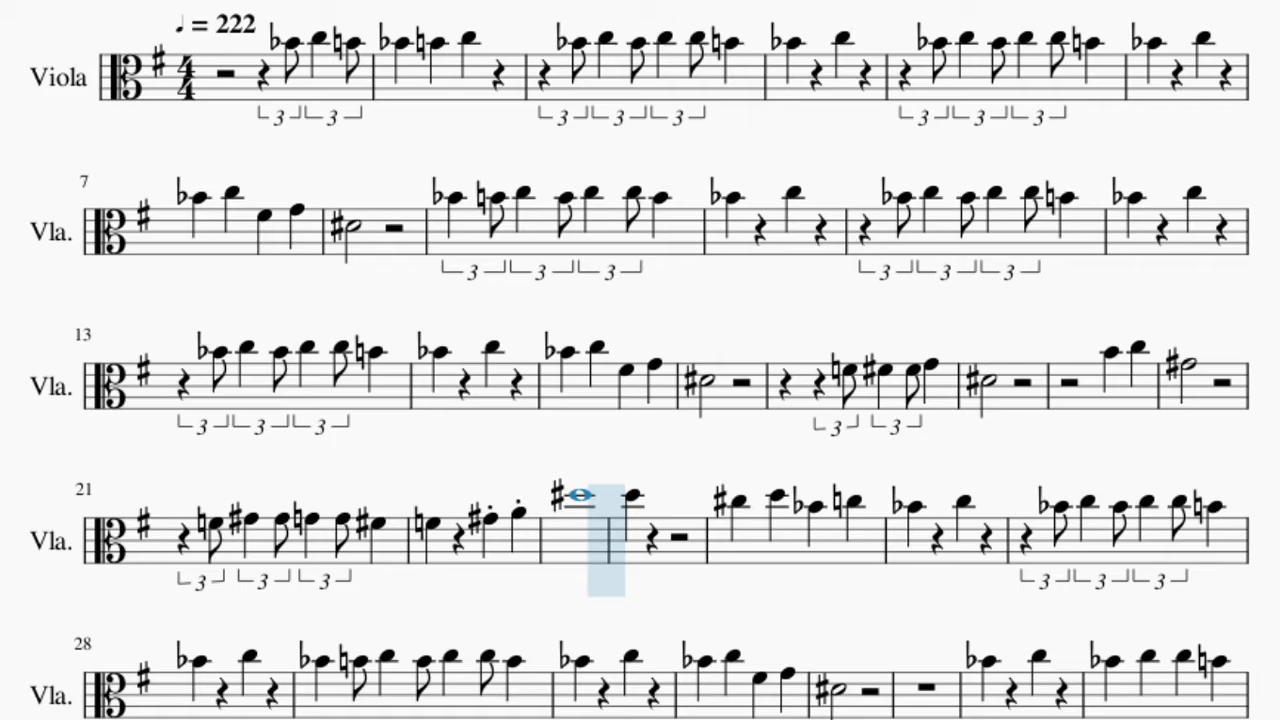 ♩ = 222
Viola 4 4
3 3 3 3 3 3 3 3
7
Vla.
3 3 3 3 3 3
13
Vla.
3 3 3 3 3
21
Vla.
3 3 3 3 3 3
28
Vla.